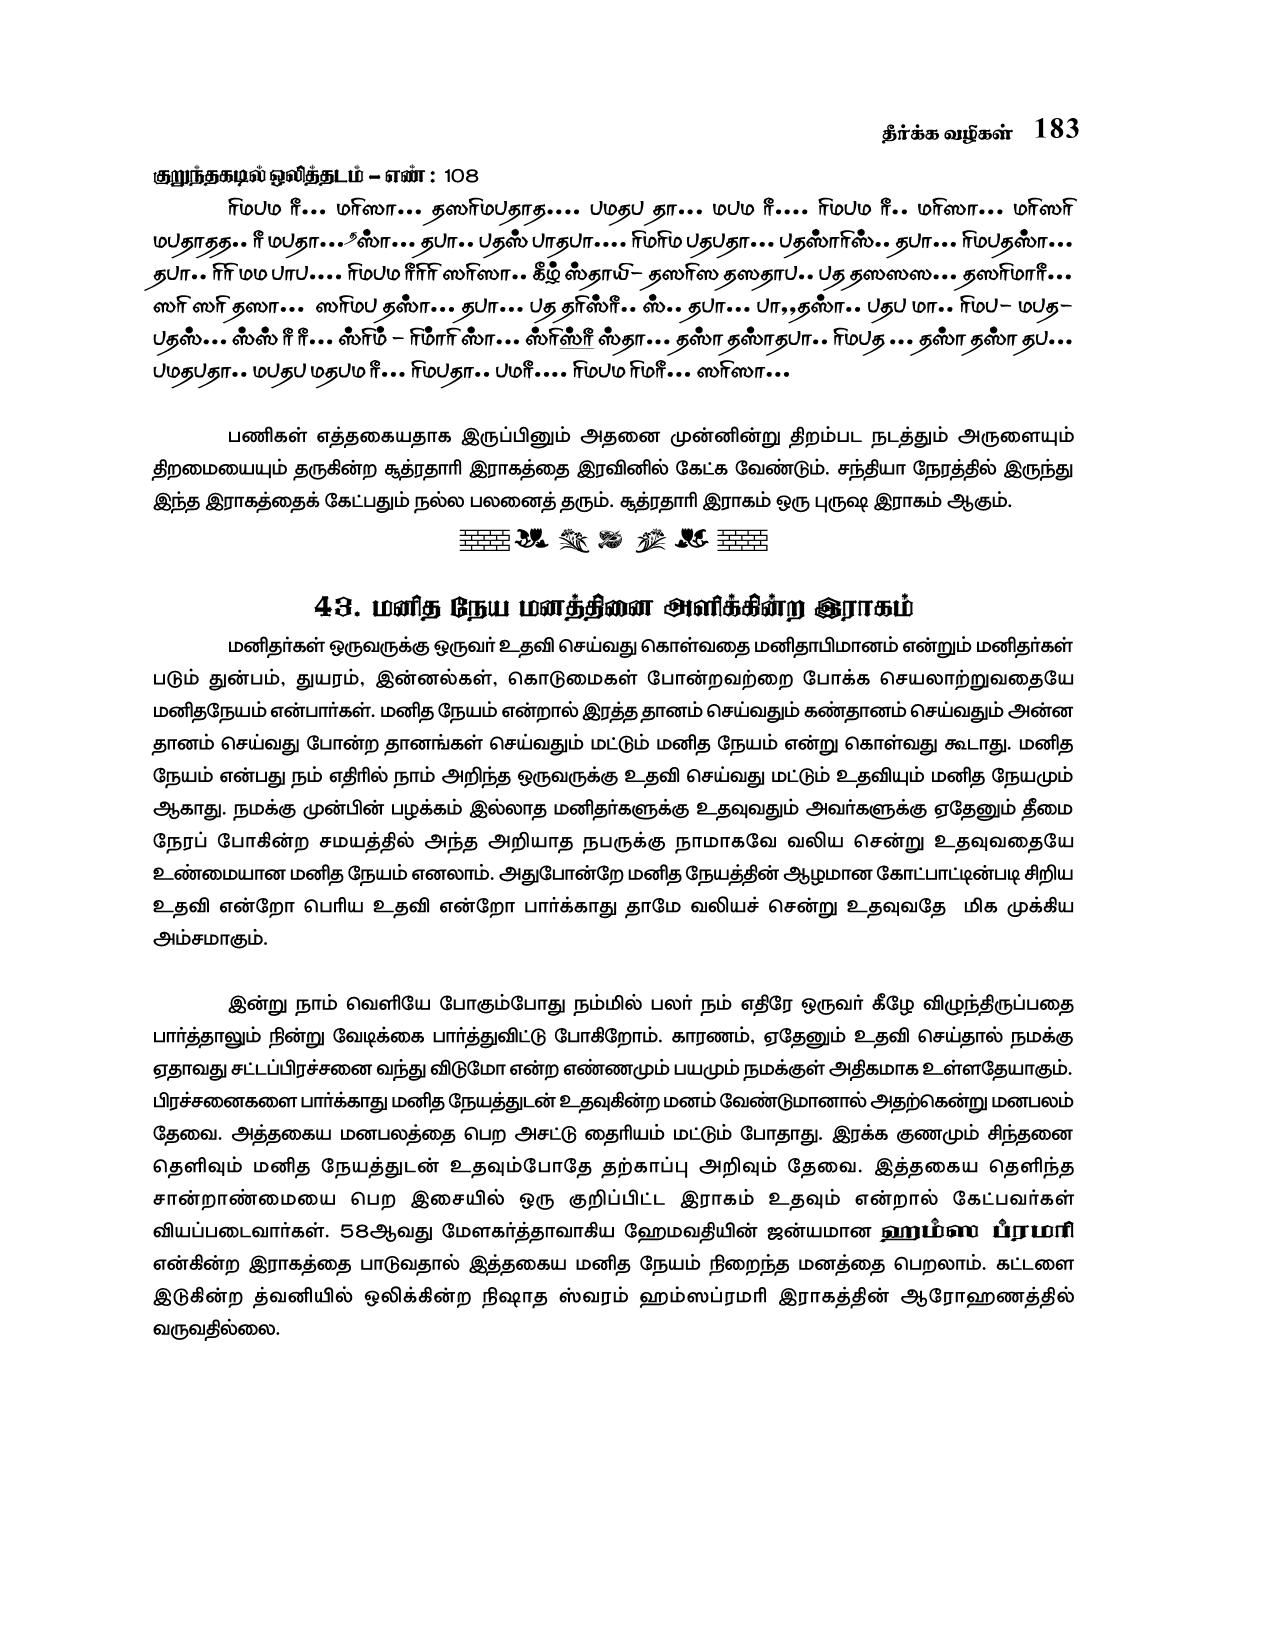 தீர்க்க வழிகள் 183
குறுந்தகடில் ஒலித்தடம் – எண் : 108
ரிமபம ரீ... மரிஸா... தஸரிமபதாத.... பமதப தா... மபம ரீ.... ரிமபம ரீ.. மரிஸா... மரிஸரி
மபதாதத.. ரீ மபதா... ஸ்ா... தபா.. பதஸ் பாதபா.... ரிமரிம பதபதா... பதஸ்ாரிஸ்.. தபா... ரிமபதஸ்ா...
தபா.. ரிரி மம பாப.... ரிமபம ரீரிரி ஸரிஸா.. கீழ் ஸ்தாயி– தஸரிஸ தஸதாப.. பத தஸஸஸ... தஸரிமாரீ...
ஸரி ஸரி தஸா... ஸரிமப தஸ்ா... தபா... பத தரிஸ்ரீ.. ஸ்.. தபா... பா,,தஸ்ா.. பதப மா.. ரிமப– மபத–
பதஸ்... ஸ்ஸ் ரீ ரீ... ஸ்ரிம் – ரிமாரி ஸ்ா... ஸ்ரிஸ்ரீ ஸ்தா... தஸ்ா தஸ்ாதபா.. ரிமபத ... தஸ்ா தஸ்ா தப...
பமதபதா.. மபதப மதபம ரீ... ரிமபதா.. பமரீ.... ரிமபம ரிமரீ... ஸரிஸா...
பணிகள் எத்தகையதாக இருப்பினும் அதனை முன்னின்று திறம்பட நடத்தும் அருளையும்
திறமையையும் தருகின்ற சூத்ரதாரி இராகத்தை இரவினில் கேட்க வேண்டும். சந்தியா நேரத்தில் இருந்து
இந்த இராகத்தைக் கேட்பதும் நல்ல பலனைத் தரும். சூத்ரதாரி இராகம் ஒரு புருஷ இராகம் ஆகும்.
43. மனித நேய மனத்தினை அளிக்கின்ற இராகம்
மனிதர்கள் ஒருவருக்கு ஒருவர் உதவி செய்வது கொள்வதை மனிதாபிமானம் என்றும் மனிதர்கள்
படும் துன்பம், துயரம், இன்னல்கள், கொடுமைகள் போன்றவற்றை போக்க செயலாற்றுவதையே
மனிதநேயம் என்பார்கள். மனித நேயம் என்றால் இரத்த தானம் செய்வதும் கண்தானம் செய்வதும் அன்ன
தானம் செய்வது போன்ற தானங்கள் செய்வதும் மட்டும் மனித நேயம் என்று கொள்வது கூடாது. மனித
நேயம் என்பது நம் எதிரில் நாம் அறிந்த ஒருவருக்கு உதவி செய்வது மட்டும் உதவியும் மனித நேயமும்
ஆகாது. நமக்கு முன்பின் பழக்கம் இல்லாத மனிதர்களுக்கு உதவுவதும் அவர்களுக்கு ஏதேனும் தீமை
நேரப் போகின்ற சமயத்தில் அந்த அறியாத நபருக்கு நாமாகவே வலிய சென்று உதவுவதையே
உண்மையான மனித நேயம் எனலாம். அதுபோன்றே மனித நேயத்தின் ஆழமான கோட்பாட்டின்படி சிறிய
உதவி என்றோ பெரிய உதவி என்றோ பார்க்காது தாமே வலியச் சென்று உதவுவதே மிக முக்கிய
அம்சமாகும்.
இன்று நாம் வெளியே போகும்போது நம்மில் பலர் நம் எதிரே ஒருவர் கீழே விழுந்திருப்பதை
பார்த்தாலும் நின்று வேடிக்கை பார்த்துவிட்டு போகிறோம். காரணம், ஏதேனும் உதவி செய்தால் நமக்கு
ஏதாவது சட்டப்பிரச்சனை வந்து விடுமோ என்ற எண்ணமும் பயமும் நமக்குள் அதிகமாக உள்ளதேயாகும்.
பிரச்சனைகளை பார்க்காது மனித நேயத்துடன் உதவுகின்ற மனம் வேண்டுமானால் அதற்கென்று மனபலம்
தேவை. அத்தகைய மனபலத்தை பெற அசட்டு தைரியம் மட்டும் போதாது. இரக்க குணமும் சிந்தனை
தெளிவும் மனித நேயத்துடன் உதவும்போதே தற்காப்பு அறிவும் தேவை. இத்தகைய தெளிந்த
சான்றாண்மையை பெற இசையில் ஒரு குறிப்பிட்ட இராகம் உதவும் என்றால் கேட்பவர்கள்
வியப்படைவார்கள். 58ஆவது மேளகர்த்தாவாகிய ஹேமவதியின் ஜன்யமான ஹம்ஸ ப்ரமரி
என்கின்ற இராகத்தை பாடுவதால் இத்தகைய மனித நேயம் நிறைந்த மனத்தை பெறலாம். கட்டளை
இடுகின்ற த்வனியில் ஒலிக்கின்ற நிஷாத ஸ்வரம் ஹம்ஸப்ரமரி இராகத்தின் ஆரோஹணத்தில்
வருவதில்லை.